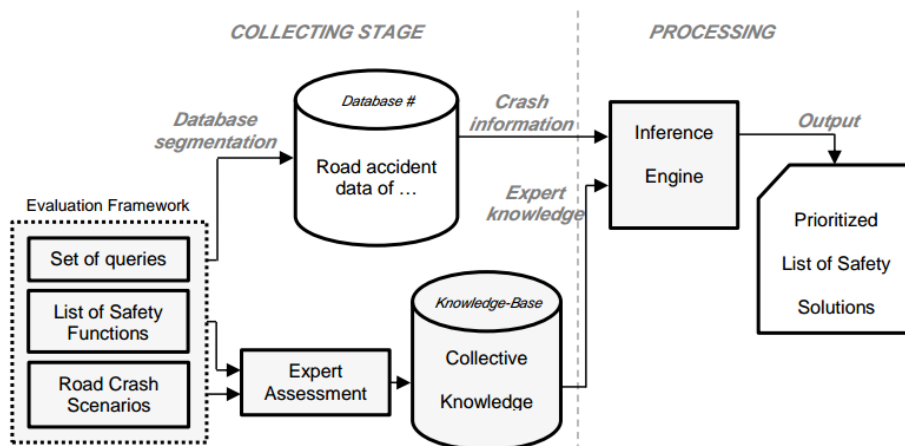 COLLECTING STAGE
PROCESSING
Database
segmentation
Database #
Road accident
data of ...
Crash
information
Inference
Engine
Output
Expert
knowledge
Prioritized
List of Safety
Solutions
Evaluation Framework
Set of queries
List of Safety
Functions
Road Crash
Scenarios
Expert
Assessment
Knowledge-Base
Collective
Knowledge